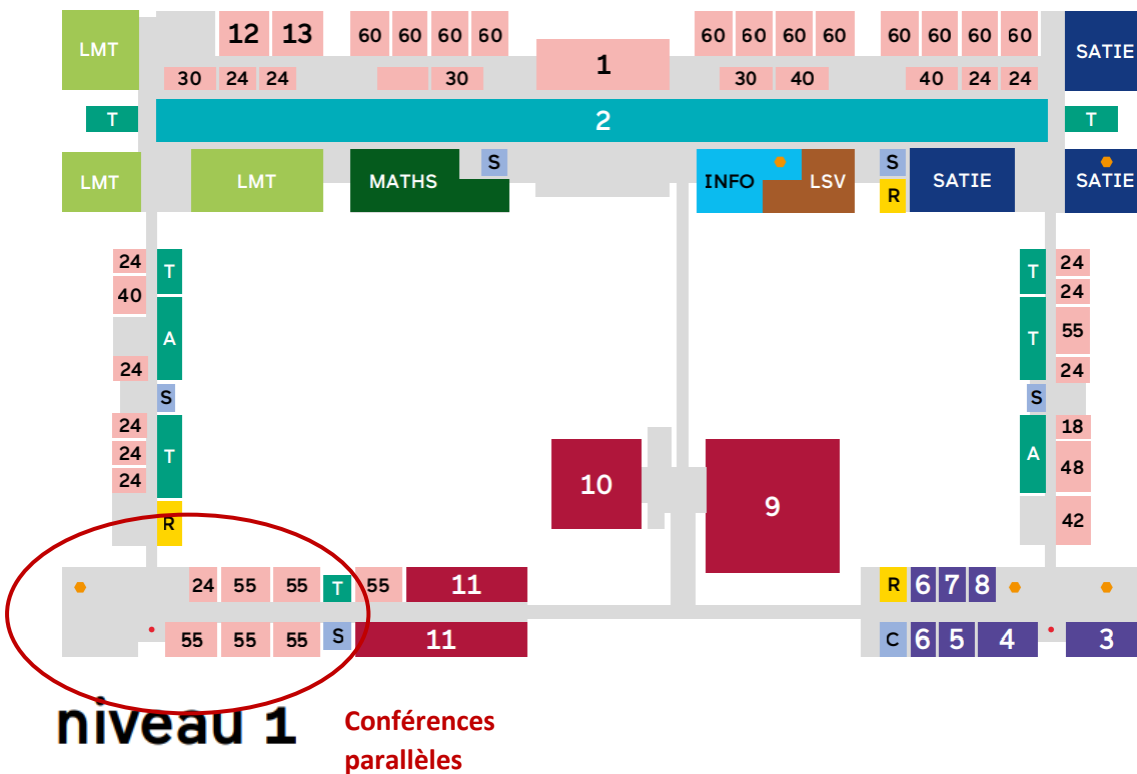 LMT 12 13 60 60 60 60 1 60 60 60 60 60 60 60 60 SATIE
30 24 24 30 30 40 40 24 24
T 2 T
LMT LMT MATHS S INFO LSV S SATIE SATIE
R
24 T T 24
40 24
A T 55
24 24
S S
24 T A 18
24 48
24
R 42
24 55 55 T 55 11 R 6 7 8
55 55 55 S 11 C 6 5 4 3
niveau 1
Conférences
parallèles